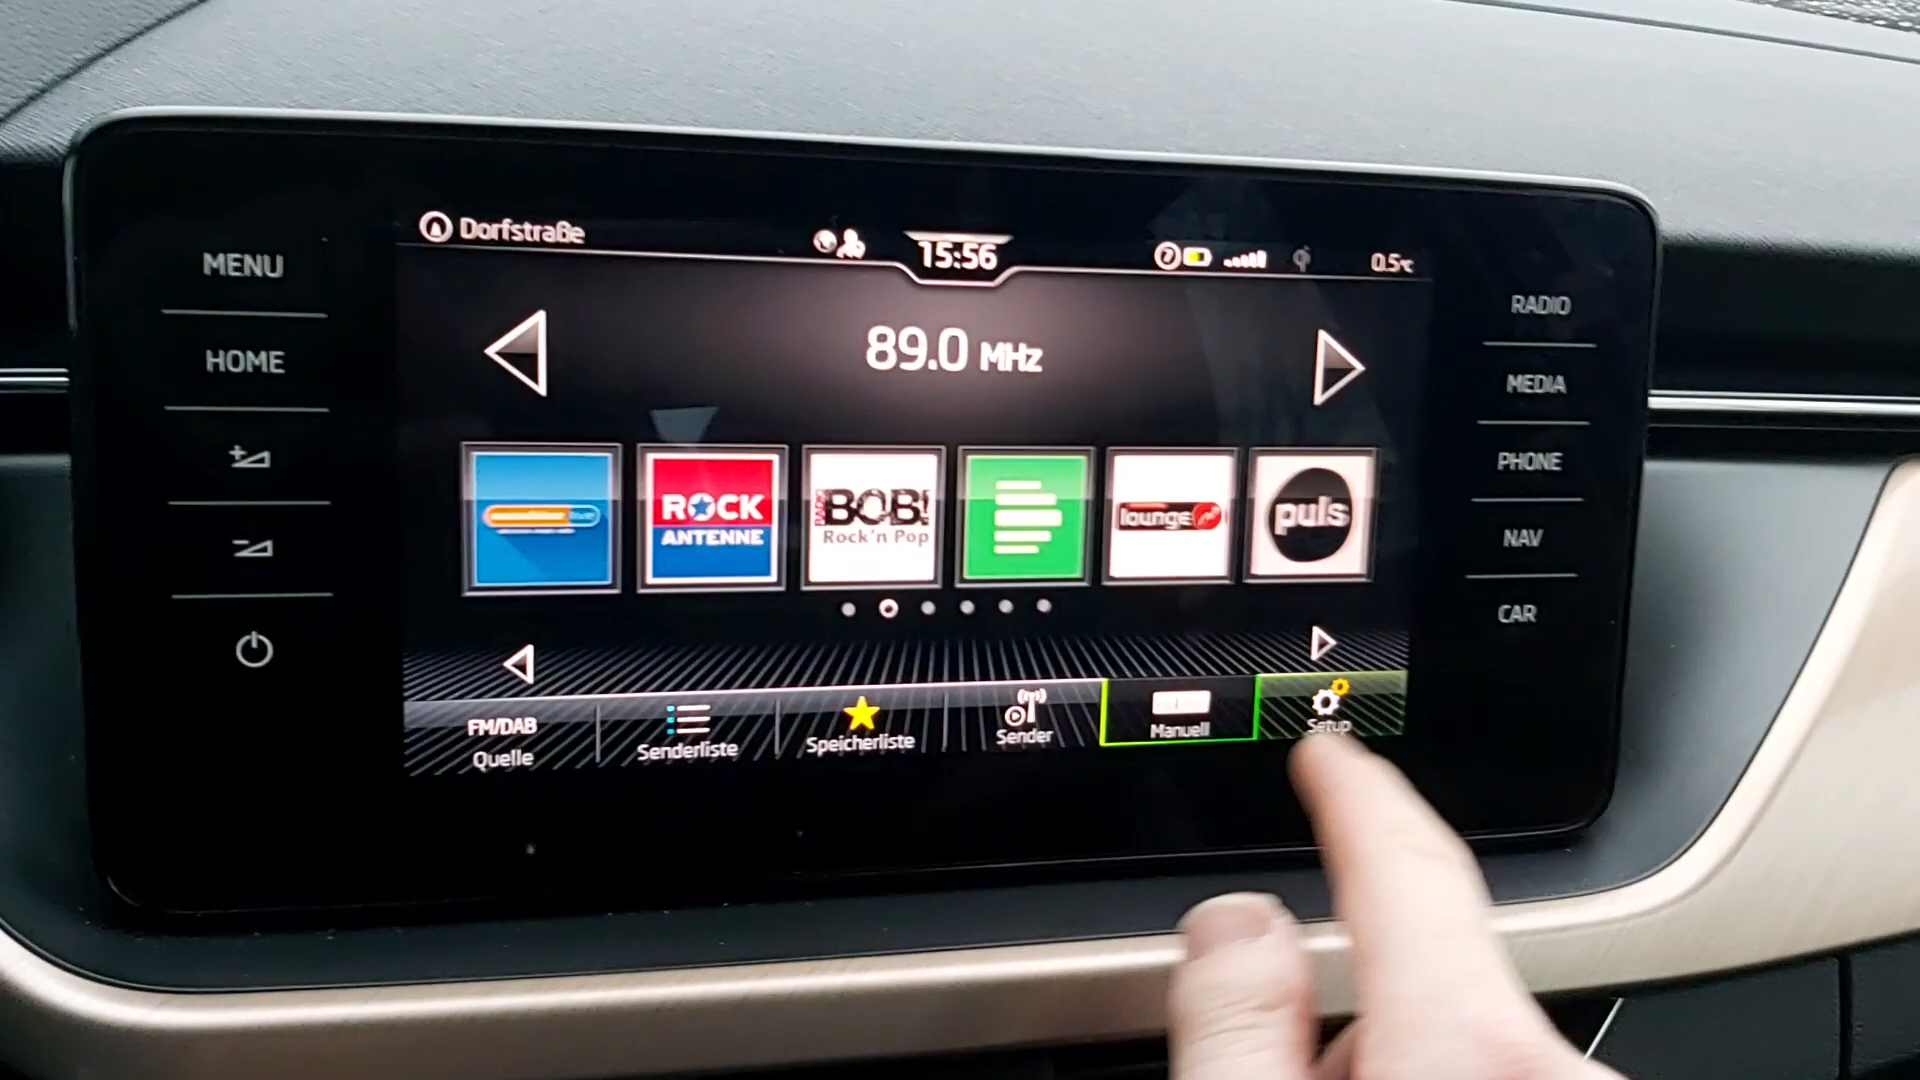 Dorfstraße
15:56
0.5°C
MENU
HOME
89.0 MHz
RADIO
MEDIA
PHONE
NAV
CAR
ROCK
ANTENNE
RADIO
BOB!
Rock'n Pop
lounge
puls
FM/DAB
Quelle
Senderliste
Speicherliste
Sender
Manuell
Setup